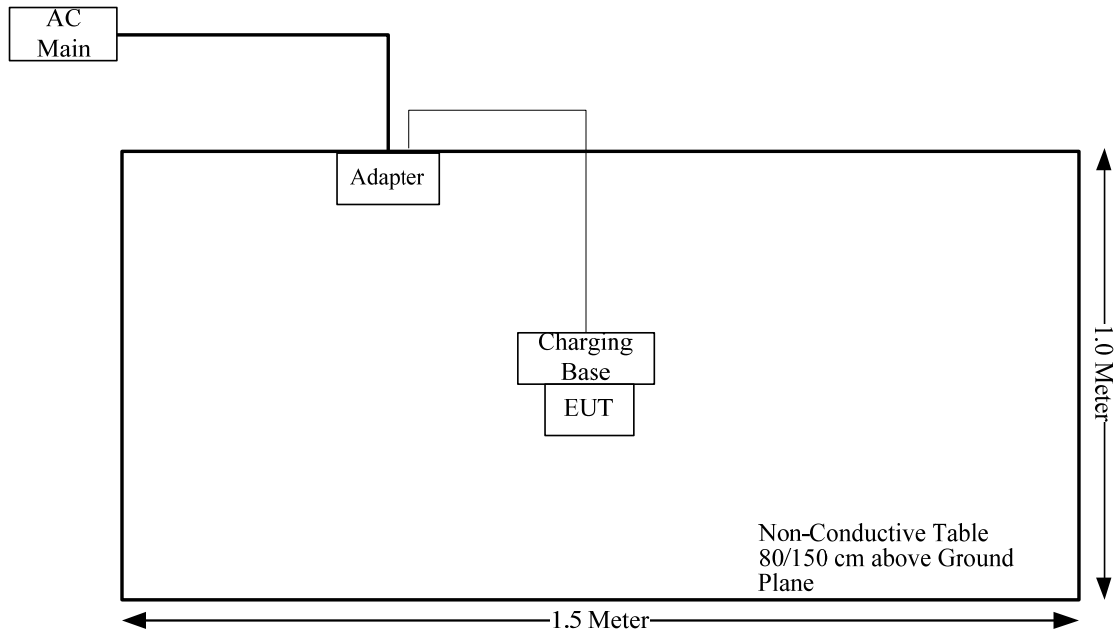 AC
Main
Adapter
Charging
Base
EUT
1.0 Meter
Non-Conductive Table
80/150 cm above Ground
Plane
1.5 Meter